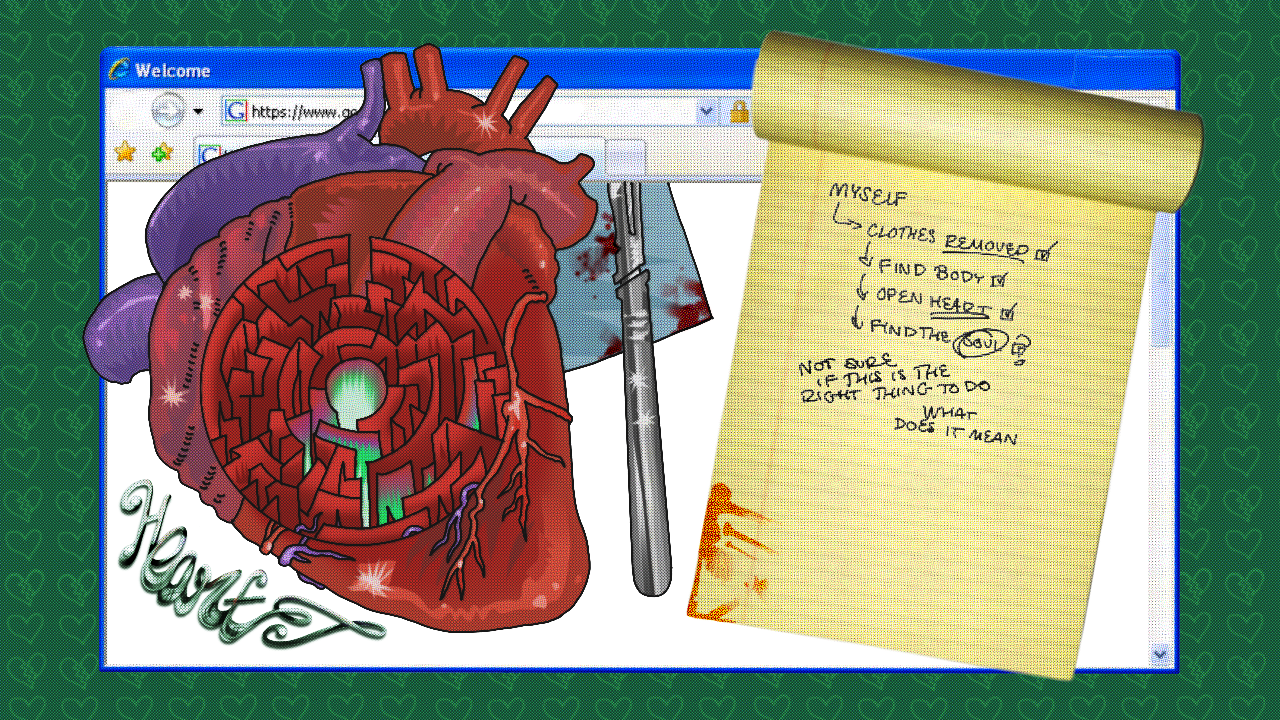 Welcome
https://www.go
MYSELF
CLOTHES REMOVED
FIND BODY
OPEN HEART
FIND THE SOUL ?
NOT SURE
IF THIS IS THE
RIGHT THING TO DO
WHAT
DOES IT MEAN
Heart